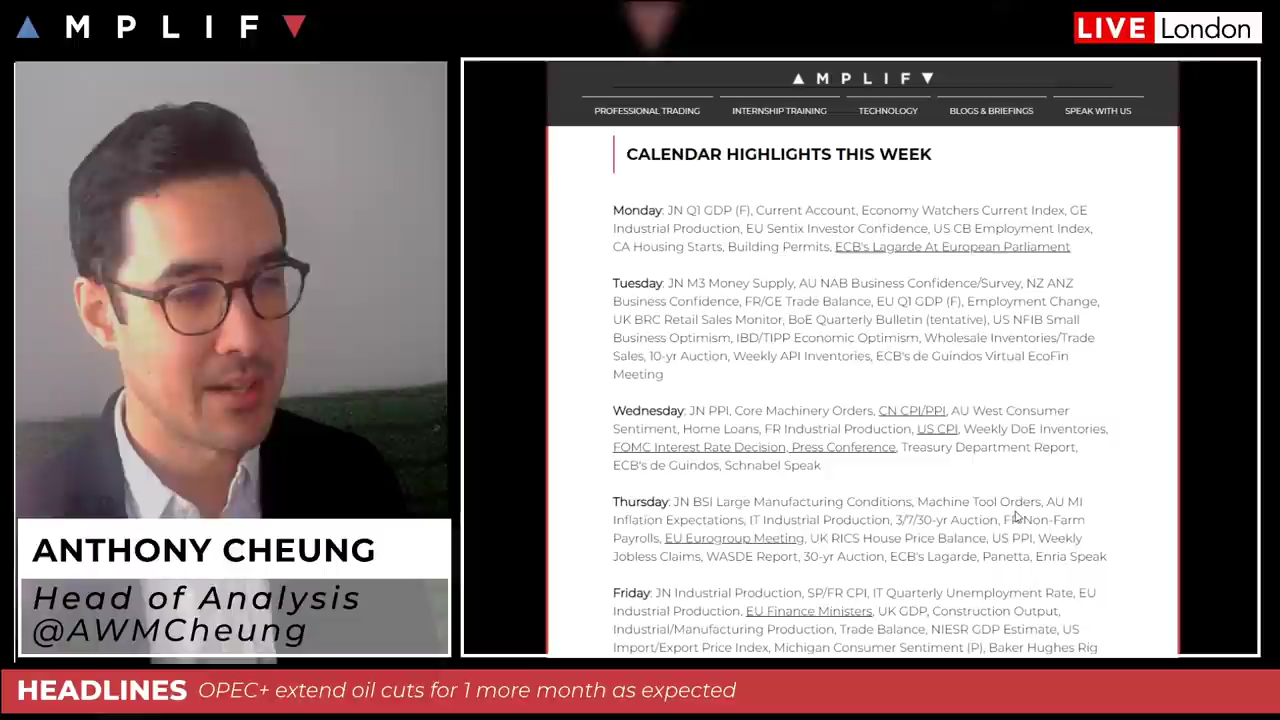 AMPLIFY
LIVE London
AMPLIFY
PROFESSIONAL TRADING INTERNSHIP TRAINING TECHNOLOGY BLOGS & BRIEFINGS SPEAK WITH US
CALENDAR HIGHLIGHTS THIS WEEK
Monday: JN Q1 GDP (F), Current Account, Economy Watchers Current Index, GE
Industrial Production, EU Sentix Investor Confidence, US CB Employment Index,
CA Housing Starts, Building Permits, ECB's Lagarde At European Parliament
Tuesday: JN M3 Money Supply, AU NAB Business Confidence/Survey, NZ ANZ
Business Confidence, FR/GE Trade Balance, EU Q1 GDP (F), Employment Change,
UK BRC Retail Sales Monitor, BoE Quarterly Bulletin (tentative), US NFIB Small
Business Optimism, IBD/TIPP Economic Optimism, Wholesale Inventories/Trade
Sales, 10-yr Auction, Weekly API Inventories, ECB's de Guindos Virtual EcoFin
Meeting
Wednesday: JN PPI, Core Machinery Orders, CN CPI/PPI, AU West Consumer
Sentiment, Home Loans, FR Industrial Production, US CPI, Weekly DoE Inventories,
FOMC Interest Rate Decision, Press Conference, Treasury Department Report,
ECB's de Guindos, Schnabel Speak
Thursday: JN BSI Large Manufacturing Conditions, Machine Tool Orders, AU MI
Inflation Expectations, IT Industrial Production, 3/7/30-yr Auction, FR Non-Farm
Payrolls, EU Eurogroup Meeting, UK RICS House Price Balance, US PPI, Weekly
Jobless Claims, WASDE Report, 30-yr Auction, ECB's Lagarde, Panetta, Enria Speak
Friday: JN Industrial Production, SP/FR CPI, IT Quarterly Unemployment Rate, EU
Industrial Production, EU Finance Ministers, UK GDP, Construction Output,
Industrial/Manufacturing Production, Trade Balance, NIESR GDP Estimate, US
Import/Export Price Index, Michigan Consumer Sentiment (P), Baker Hughes Rig
ANTHONY CHEUNG
Head of Analysis
@AWMCheung
HEADLINES OPEC+ extend oil cuts for 1 more month as expected